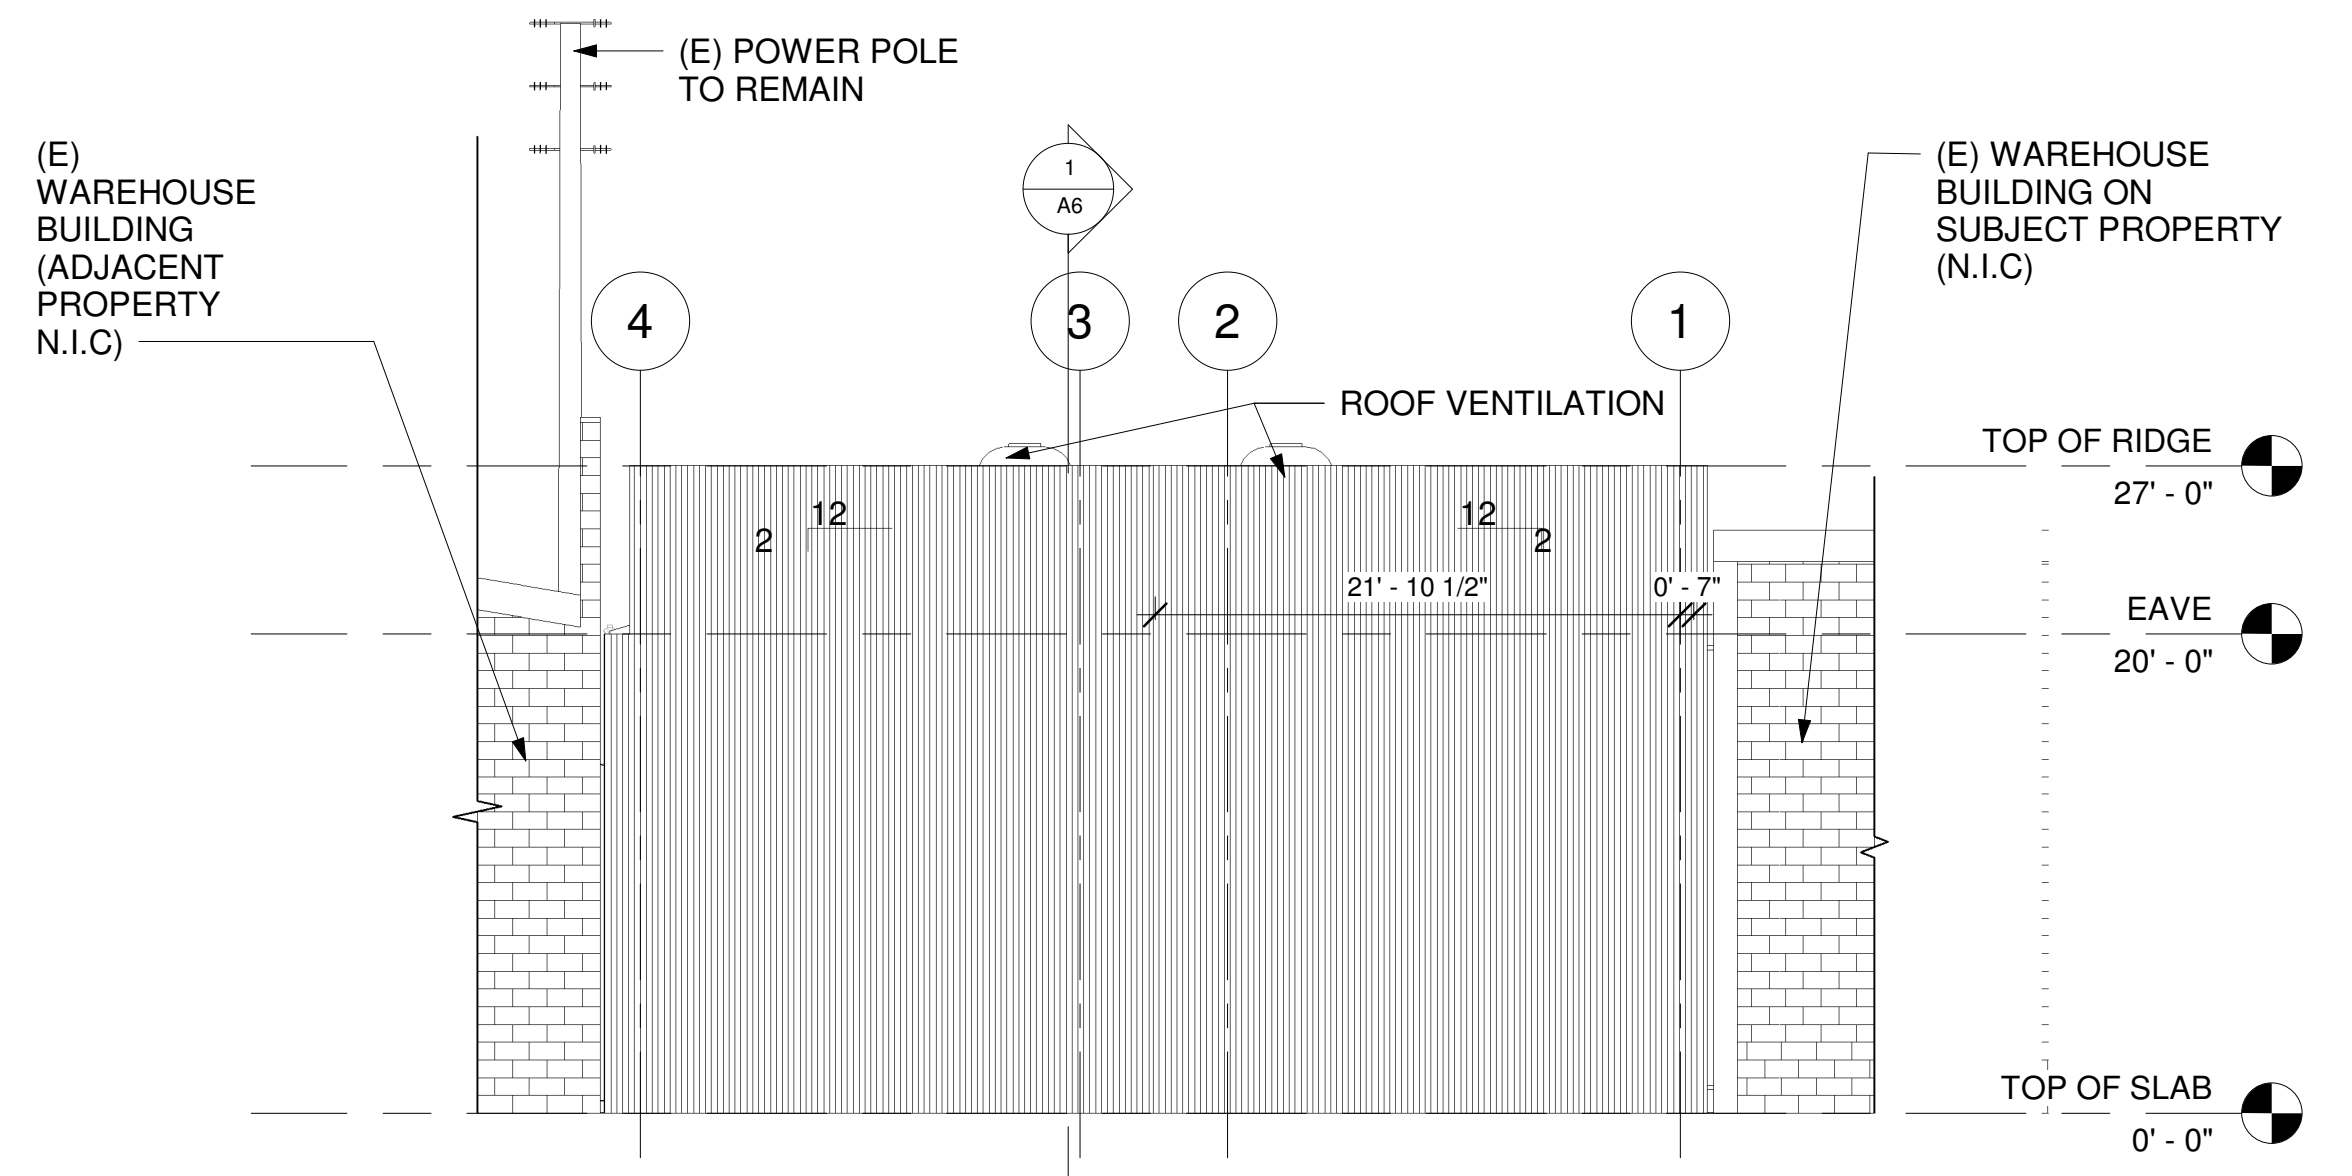 (E) POWER POLE
TO REMAIN
(E)
WAREHOUSE
BUILDING
(ADJACENT
PROPERTY
N.I.C)
1
A6
(E) WAREHOUSE
BUILDING ON
SUBJECT PROPERTY
(N.I.C)
4
3
2
1
ROOF VENTILATION
TOP OF RIDGE
27' - 0"
12
2
12
2
21' - 10 1/2"
0' - 7"
EAVE
20' - 0"
TOP OF SLAB
0' - 0"